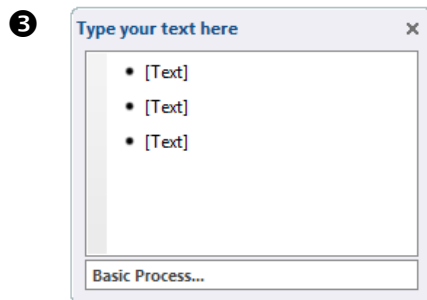 ❸
Type your text here
• [Text]
• [Text]
• [Text]
Basic Process...